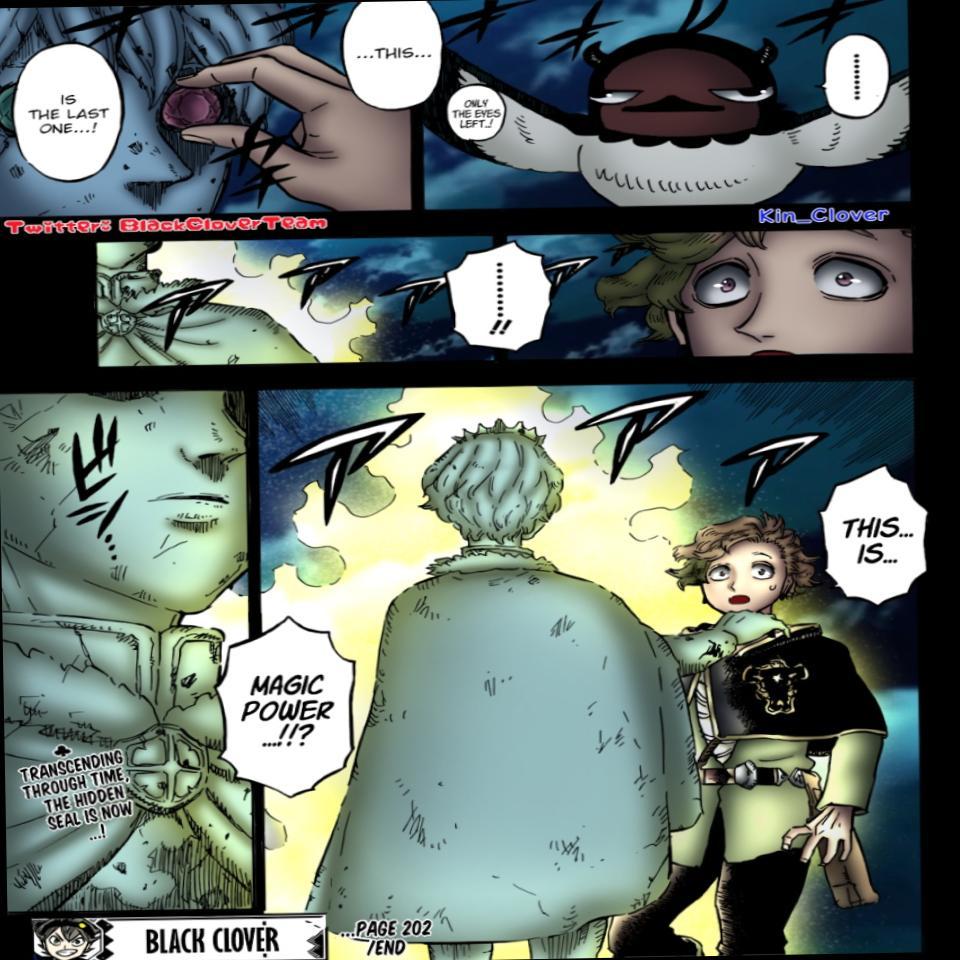 ...THIS...
ONLY
THE EYES
LEFT..!
IS
THE LAST
ONE...!
Twitter: BlackCloverTeam
Kin_Clover
.........!!
THIS...
IS...
MAGIC
POWER
...!!?
♣
TRANSCENDING
THROUGH TIME,
THE HIDDEN
SEAL IS NOW
...!
BLACK CLOVER
...PAGE 202
/END